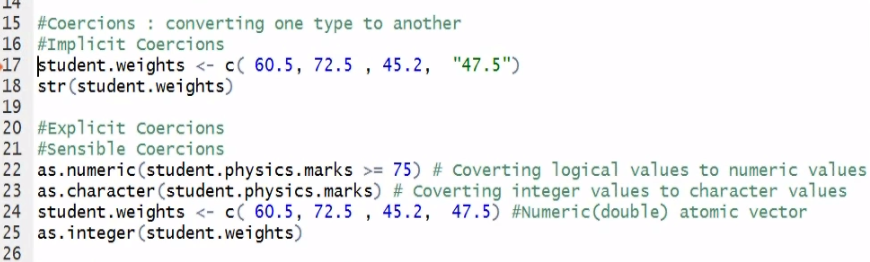 14
15 #Coercions : converting one type to another
16 #Implicit Coercions
17 student.weights <- c( 60.5, 72.5 , 45.2,  "47.5")
18 str(student.weights)
19
20 #Explicit Coercions
21 #Sensible Coercions
22 as.numeric(student.physics.marks >= 75) # Coverting logical values to numeric values
23 as.character(student.physics.marks) # Coverting integer values to character values
24 student.weights <- c( 60.5, 72.5 , 45.2,  47.5) #Numeric(double) atomic vector
25 as.integer(student.weights)
26